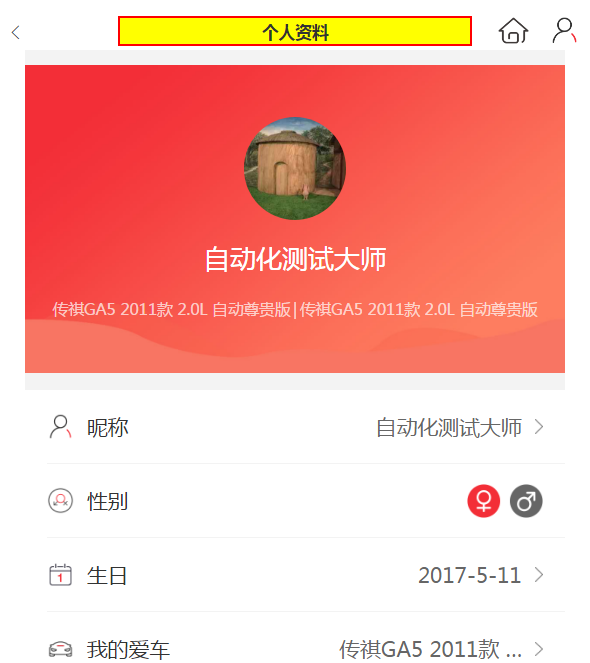 个人资料
自动化测试大师
传祺GA5 2011款 2.0L 自动尊贵版|传祺GA5 2011款 2.0L 自动尊贵版
昵称 自动化测试大师
性别
1 生日 2017-5-11
我的爱车 传祺GA5 2011款 ...